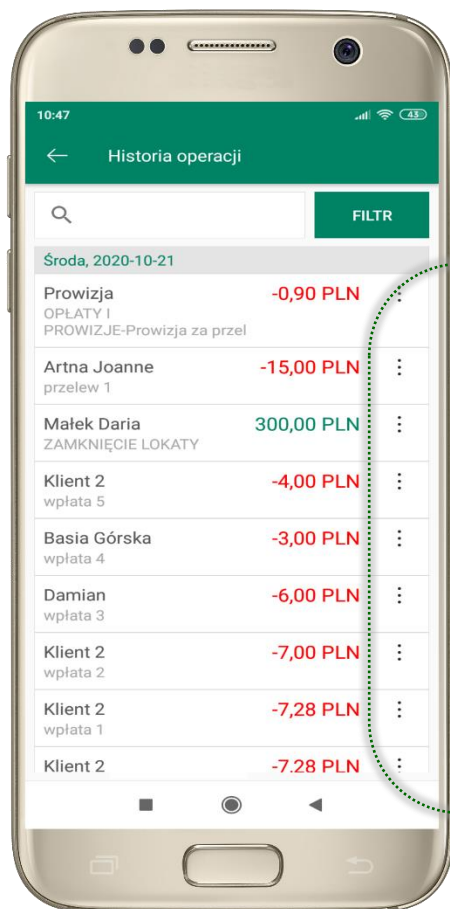 10:47
43
Historia operacji
FILTR
Środa, 2020-10-21
Prowizja -0,90 PLN
OPŁATY I
PROWIZJE-Prowizja za przel
Artna Joanne -15,00 PLN
przelew 1
Małek Daria 300,00 PLN
ZAMKNIĘCIE LOKATY
Klient 2 -4,00 PLN
wpłata 5
Basia Górska -3,00 PLN
wpłata 4
Damian -6,00 PLN
wpłata 3
Klient 2 -7,00 PLN
wpłata 2
Klient 2 -7,28 PLN
wpłata 1
Klient 2 -7,28 PLN